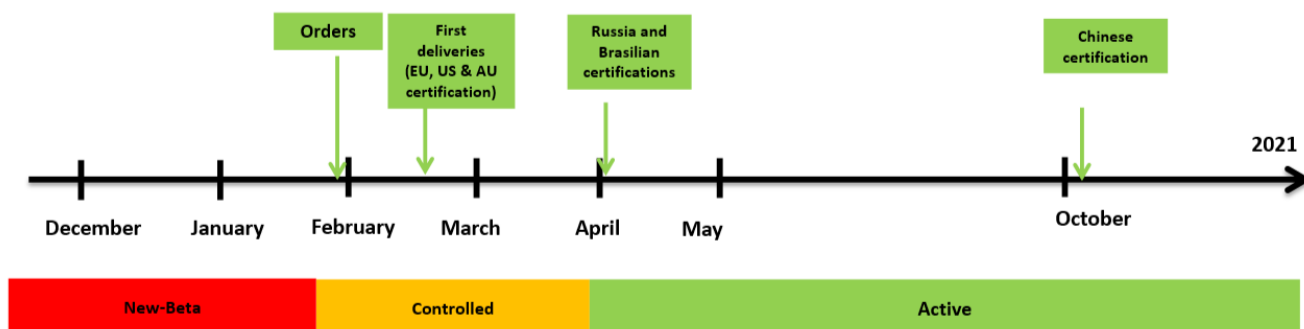 Orders
First
deliveries
(EU, US & AU
certification)
Russia and
Brasilian
certifications
Chinese
certification
2021
December
January
February
March
April
May
October
New-Beta
Controlled
Active